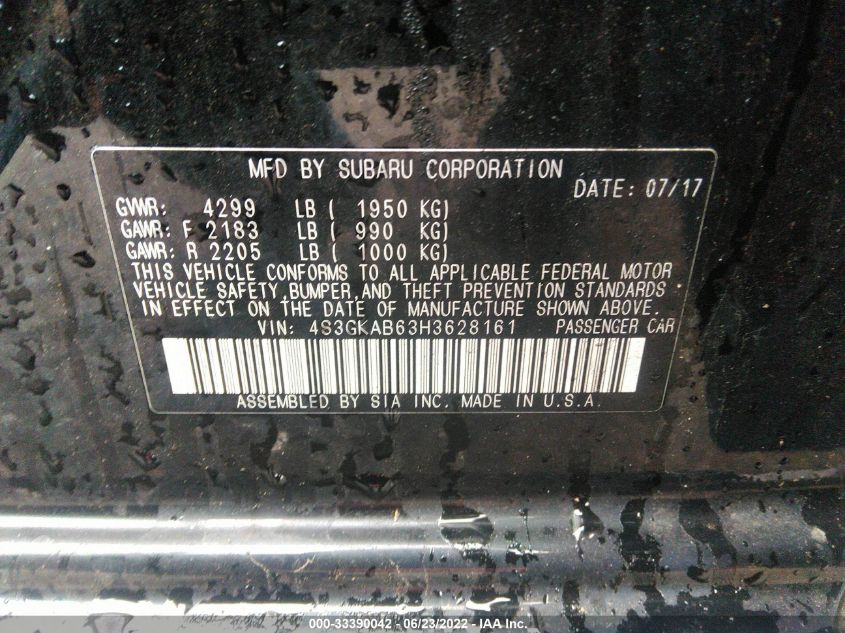 MFD BY SUBARU CORPORATION
DATE: 07/17
GVWR: 4299 LB ( 1950 KG)
GAWR: F 2183 LB ( 990 KG)
GAWR: R 2205 LB ( 1000 KG)
THIS VEHICLE CONFORMS TO ALL APPLICABLE FEDERAL MOTOR
VEHICLE SAFETY, BUMPER, AND THEFT PREVENTION STANDARDS
IN EFFECT ON THE DATE OF MANUFACTURE SHOWN ABOVE.
VIN: 4S3GKAB63H3628161 PASSENGER CAR
ASSEMBLED BY SIA INC. MADE IN U.S.A.
000-33390042 - 06/23/2022 - IAA Inc.